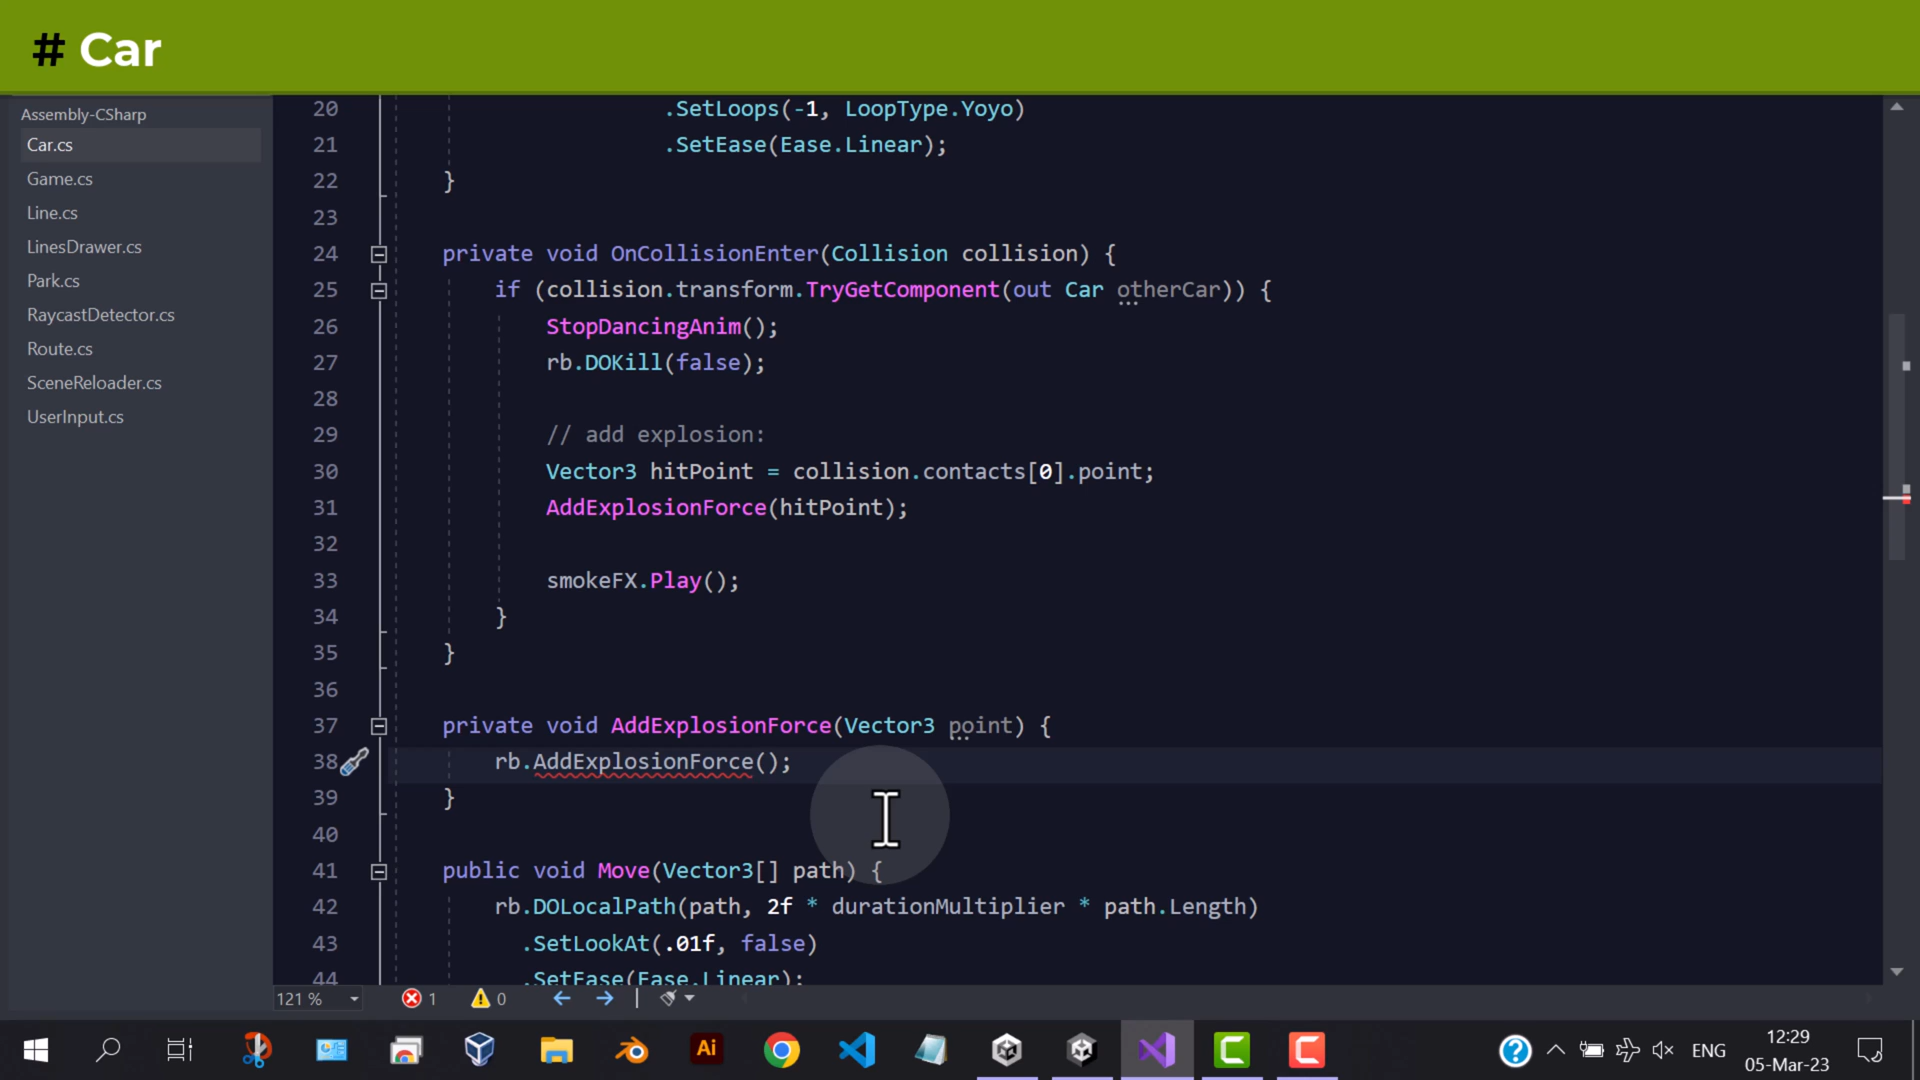 # Car
Assembly-CSharp
Car.cs
Game.cs
Line.cs
LinesDrawer.cs
Park.cs
RaycastDetector.cs
Route.cs
SceneReloader.cs
UserInput.cs
20 .SetLoops(-1, LoopType.Yoyo)
21 .SetEase(Ease.Linear);
22 }
23
24 private void OnCollisionEnter(Collision collision) {
25 if (collision.transform.TryGetComponent(out Car otherCar)) {
26 StopDancingAnim();
27 rb.DOKill(false);
28
29 // add explosion:
30 Vector3 hitPoint = collision.contacts[0].point;
31 AddExplosionForce(hitPoint);
32
33 smokeFX.Play();
34 }
35 }
36
37 private void AddExplosionForce(Vector3 point) {
38 rb.AddExplosionForce();
39 }
40
41 public void Move(Vector3[] path) {
42 rb.DOLocalPath(path, 2f * durationMultiplier * path.Length)
43 .SetLookAt(.01f, false)
44 .SetEase(Ease.Linear);
121 % 1 0
Ai ENG 12:29
05-Mar-23